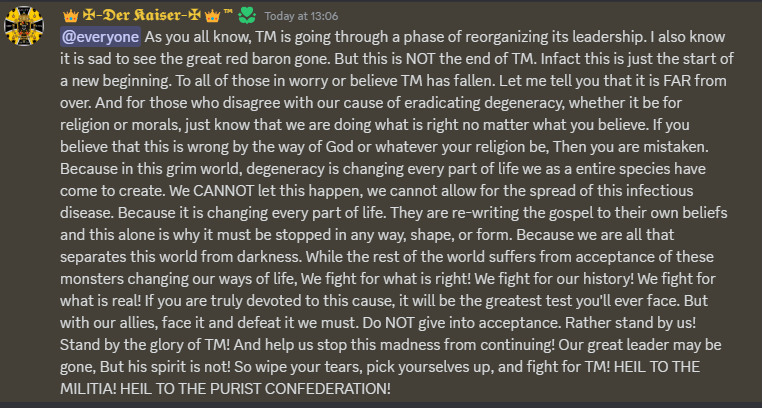 👑✠-𝕯𝖊𝖗 𝕶𝖆𝖎𝖘𝖊𝖗-✠👑™ Today at 13:06
@everyone As you all know, TM is going through a phase of reorganizing its leadership. I also know
it is sad to see the great red baron gone. But this is NOT the end of TM. Infact this is just the start of
a new beginning. To all of those in worry or believe TM has fallen. Let me tell you that it is FAR from
over. And for those who disagree with our cause of eradicating degeneracy, whether it be for
religion or morals, just know that we are doing what is right no matter what you believe. If you
believe that this is wrong by the way of God or whatever your religion be, Then you are mistaken.
Because in this grim world, degeneracy is changing every part of life we as a entire species have
come to create. We CANNOT let this happen, we cannot allow for the spread of this infectious
disease. Because it is changing every part of life. They are re-writing the gospel to their own beliefs
and this alone is why it must be stopped in any way, shape, or form. Because we are all that
separates this world from darkness. While the rest of the world suffers from acceptance of these
monsters changing our ways of life, We fight for what is right! We fight for our history! We fight for
what is real! If you are truly devoted to this cause, it will be the greatest test you'll ever face. But
with our allies, face it and defeat it we must. Do NOT give into acceptance. Rather stand by us!
Stand by the glory of TM! And help us stop this madness from continuing! Our great leader may be
gone, But his spirit is not! So wipe your tears, pick yourselves up, and fight for TM! HEIL TO THE
MILITIA! HEIL TO THE PURIST CONFEDERATION!